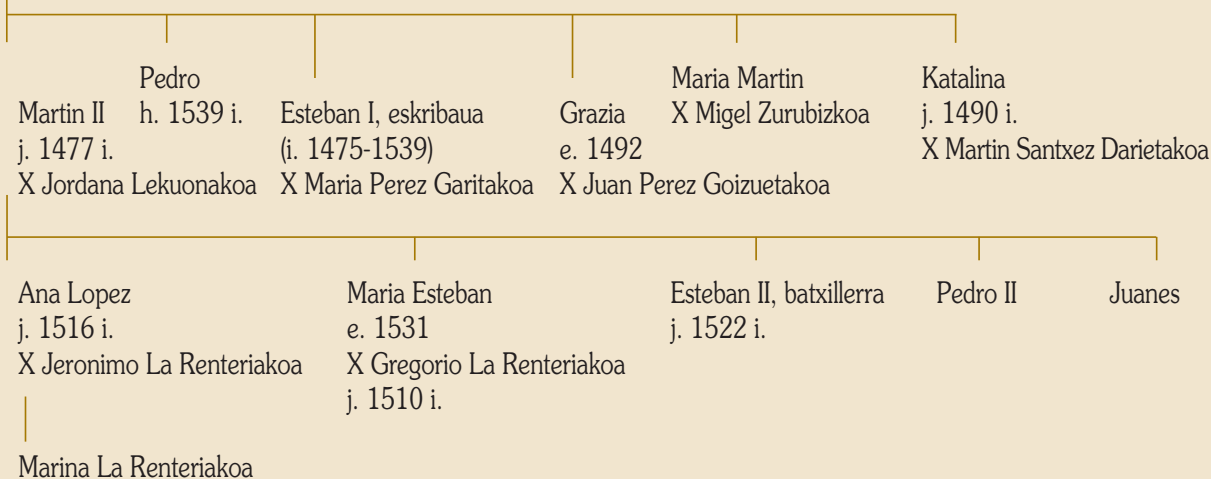 Martin II
j. 1477 i.
X Jordana Lekuonakoa
Pedro
h. 1539 i.
Esteban I, eskribaua
(i. 1475-1539)
X Maria Perez Garitakoa
Grazia
e. 1492
X Juan Perez Goizuetakoa
Maria Martin
X Migel Zurubizkoa
Katalina
j. 1490 i.
X Martin Santxez Darietakoa
Ana Lopez
j. 1516 i.
X Jeronimo La Renteriakoa
Maria Esteban
e. 1531
X Gregorio La Renteriakoa
j. 1510 i.
Esteban II, batxillerra
j. 1522 i.
Pedro II
Juanes
Marina La Renteriakoa